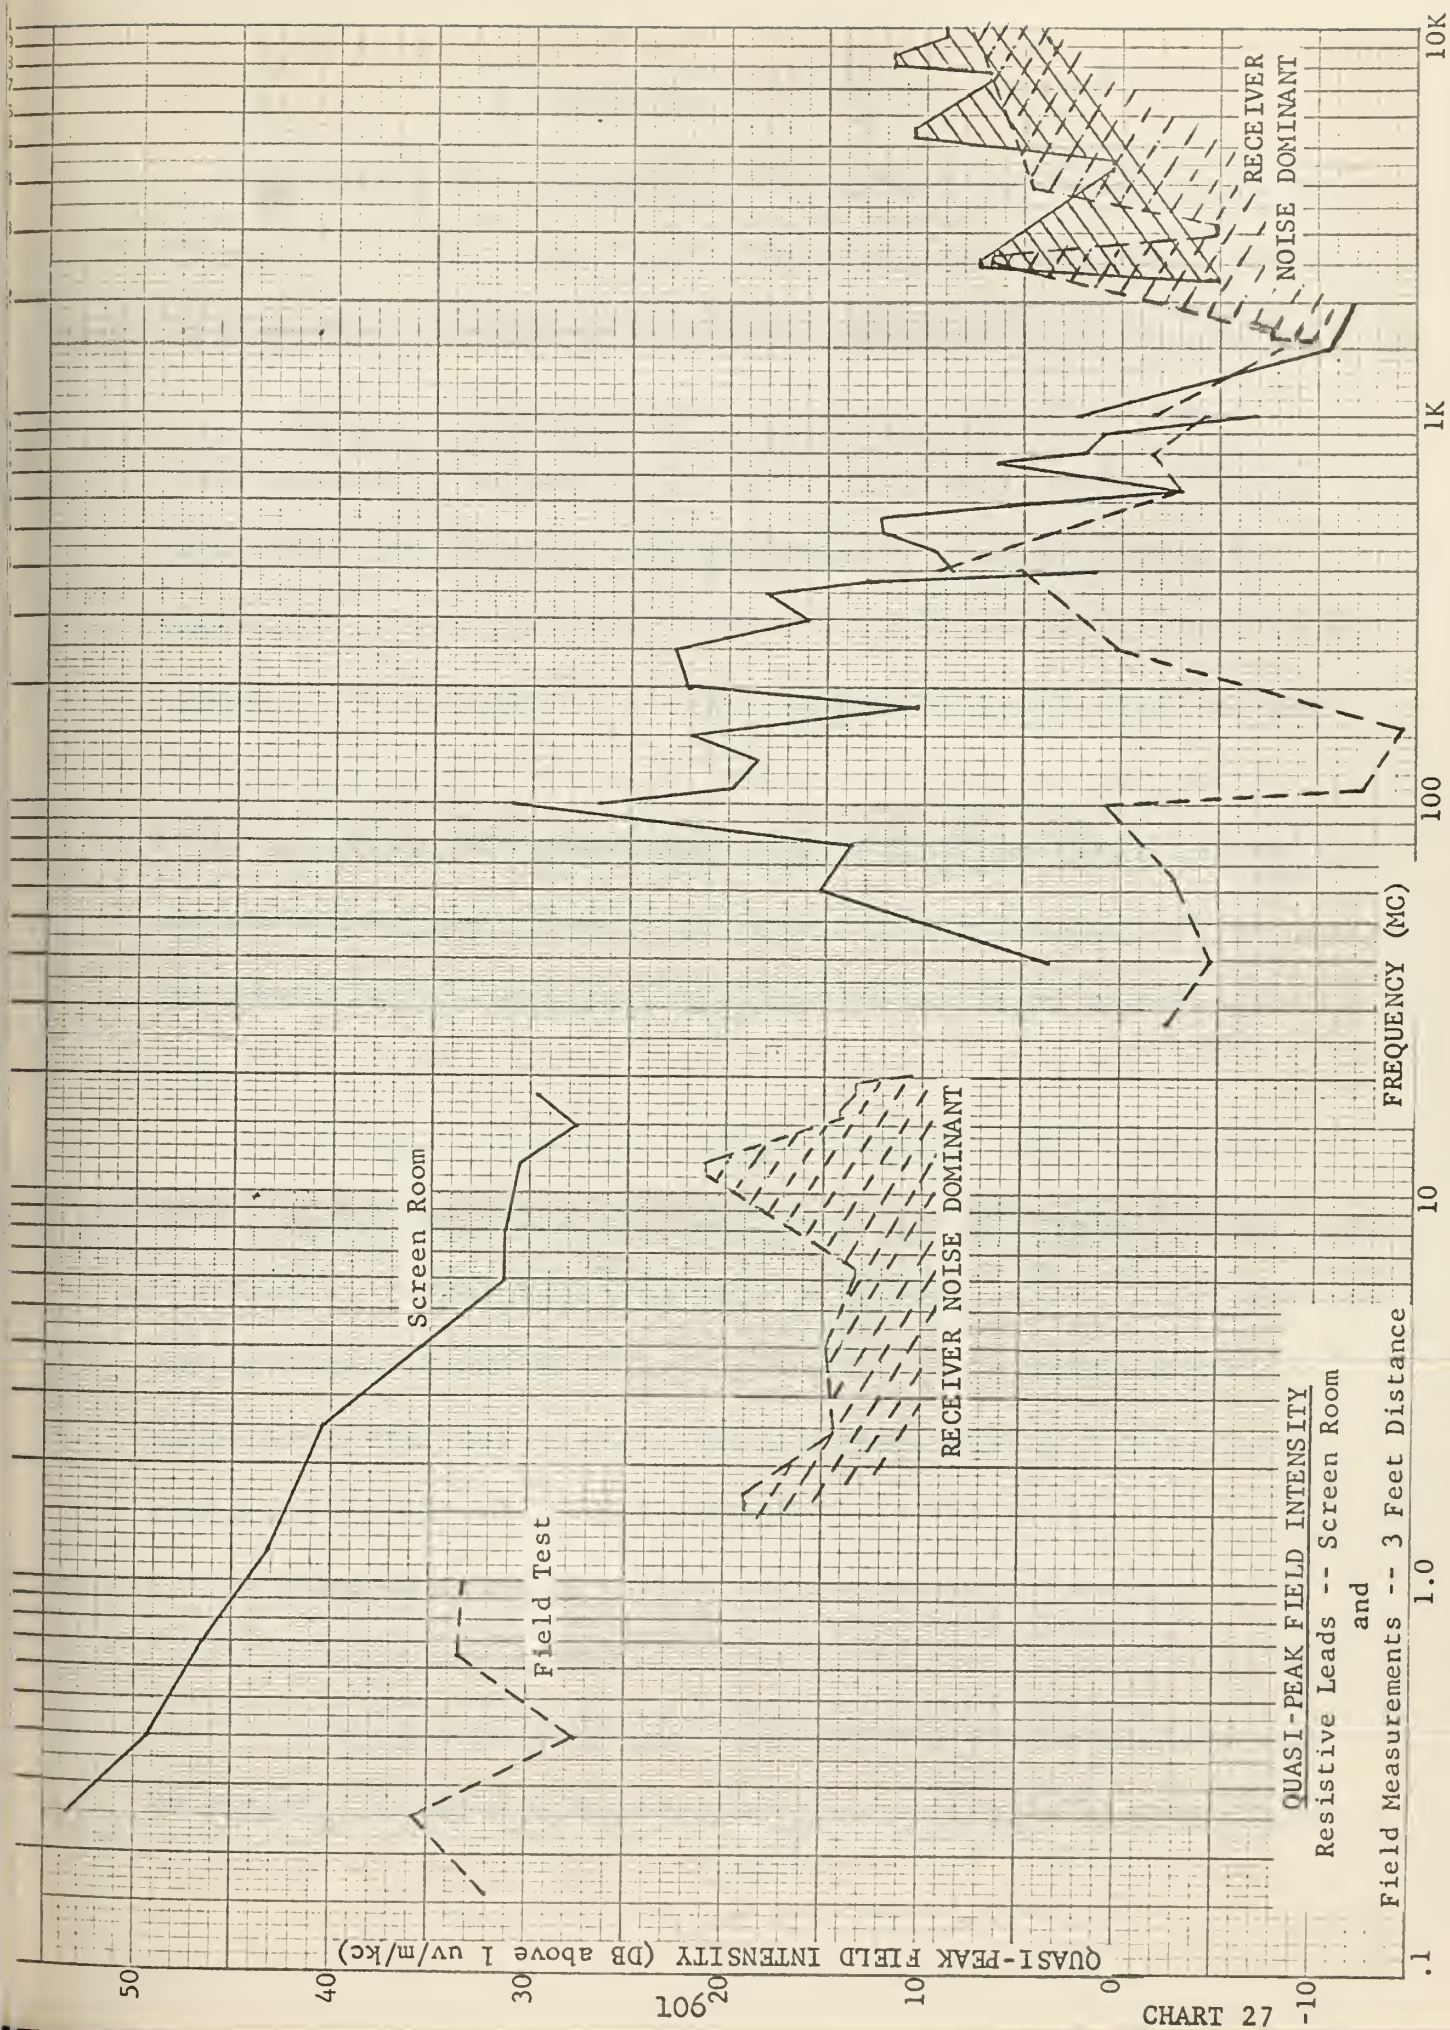 QUASI-PEAK FIELD INTENSITY (DB above 1 uv/m/kc)
50
40
30
20
10
0
-10
.1
1.0
10
100
1K
10K
FREQUENCY (MC)
Screen Room
Field Test
RECEIVER NOISE DOMINANT
RECEIVER
NOISE DOMINANT
QUASI-PEAK FIELD INTENSITY
Resistive Leads -- Screen Room
and
Field Measurements -- 3 Feet Distance
106
CHART 27